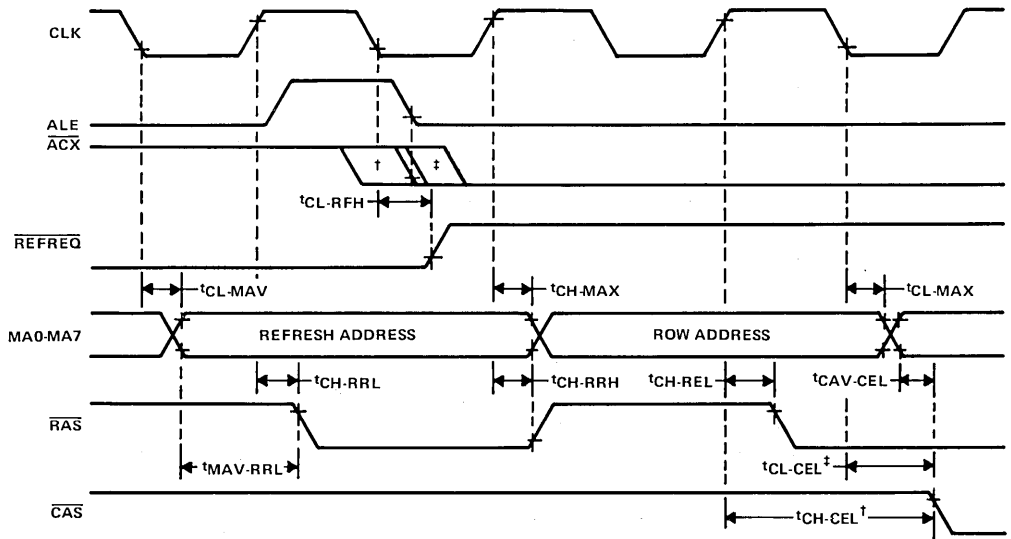 CLK
ALE
ACX
† ‡
tCL-RFH
REFREQ
tCL-MAV tCH-MAX tCL-MAX
MA0-MA7 REFRESH ADDRESS ROW ADDRESS
tCH-RRL tCH-RRH tCH-REL tCAV-CEL
RAS
tMAV-RRL tCL-CEL‡
CAS
tCH-CEL†